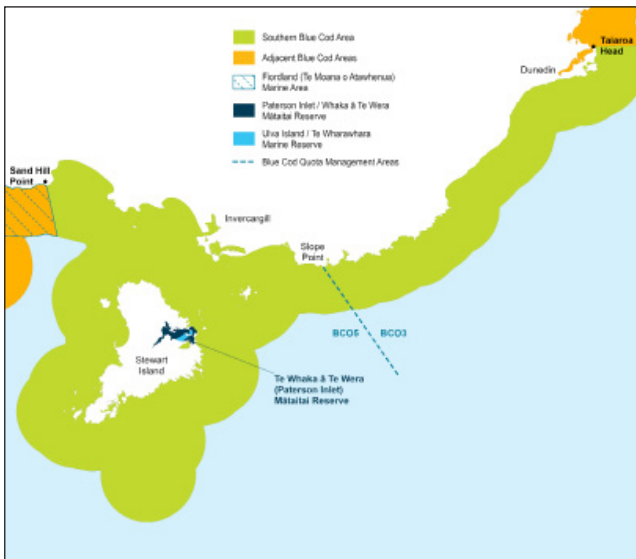 Southern Blue Cod Area
Adjacent Blue Cod Areas
Fiordland (Te Moana o Atawhenua)
Marine Area
Paterson Inlet / Whaka ā Te Wera
Mātaitai Reserve
Ulva Island / Te Wharawhara
Marine Reserve
Blue Cod Quota Management Areas
Taiaroa
Head
Dunedin
Sand Hill
Point
Invercargill
Slope
Point
BCO5
BCO3
Stewart
Island
Te Whaka ā Te Wera
(Paterson Inlet)
Mātaitai Reserve